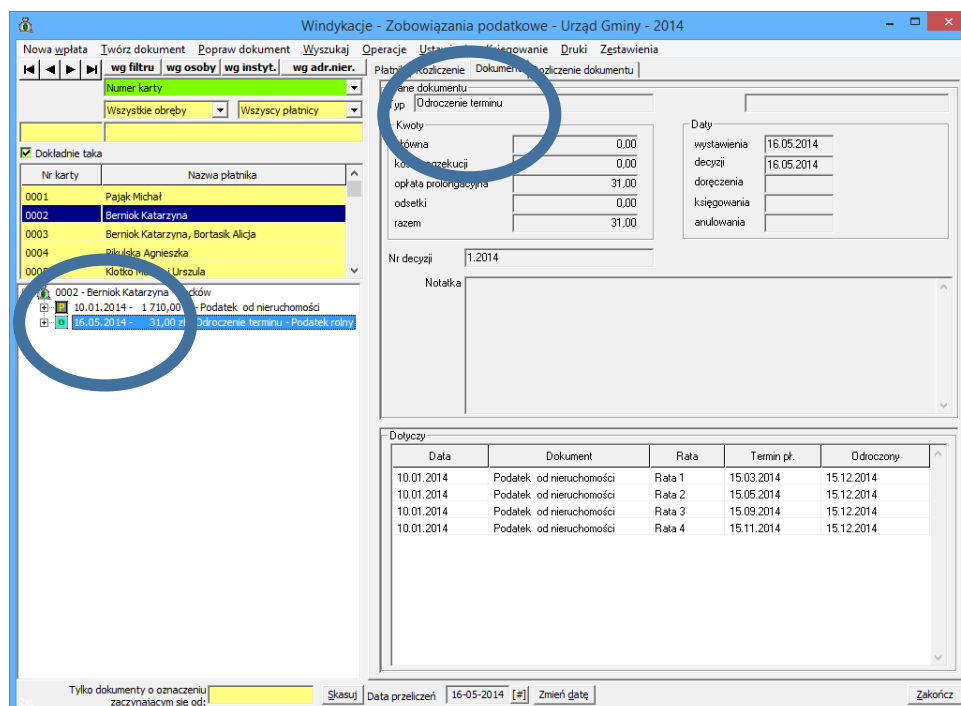 Windykacje - Zobowiązania podatkowe - Urząd Gminy - 2014
Nowa wpłata Twórz dokument Popraw dokument Wyszukaj Operacje Księgowanie Druki Zestawienia
wg filtru wg osoby wg instyt. wg adr.nier.
Numer karty
Wszystkie obręby Wszyscy płatnicy
Dokładnie taka
Nr karty Nazwa płatnika
0001 Pająk Michał
0002 Berniok Katarzyna
0003 Berniok Katarzyna, Bortasik Alicja
0004 Pikulska Agnieszka
Klotko Urszula
0002 - Berniok Katarzyna
10.01.2014 - 1 710,00 - Podatek od nieruchomości
16.05.2014 - 31,00 zł Odroczenie terminu - Podatek rolny
Tylko dokumenty o oznaczeniu
zaczynającym się od:
Skasuj
Płatnik Rozliczenie Dokument Rozliczenie dokumentu
dokumentu
Typ Odroczenie terminu
Kwoty
główna 0,00
egzekucji 0,00
opłata prolongacyjna 31,00
odsetki 0,00
razem 31,00
Daty
wystawienia 16.05.2014
decyzji 16.05.2014
doręczenia
księgowania
anulowania
Nr decyzji 1.2014
Notatka
Dotyczy
Data Dokument Rata Termin pł. Odroczony
10.01.2014 Podatek od nieruchomości Rata 1 15.03.2014 15.12.2014
10.01.2014 Podatek od nieruchomości Rata 2 15.05.2014 15.12.2014
10.01.2014 Podatek od nieruchomości Rata 3 15.09.2014 15.12.2014
10.01.2014 Podatek od nieruchomości Rata 4 15.11.2014 15.12.2014
Data przeliczeń 16-05-2014 [#] Zmień datę Zakończ